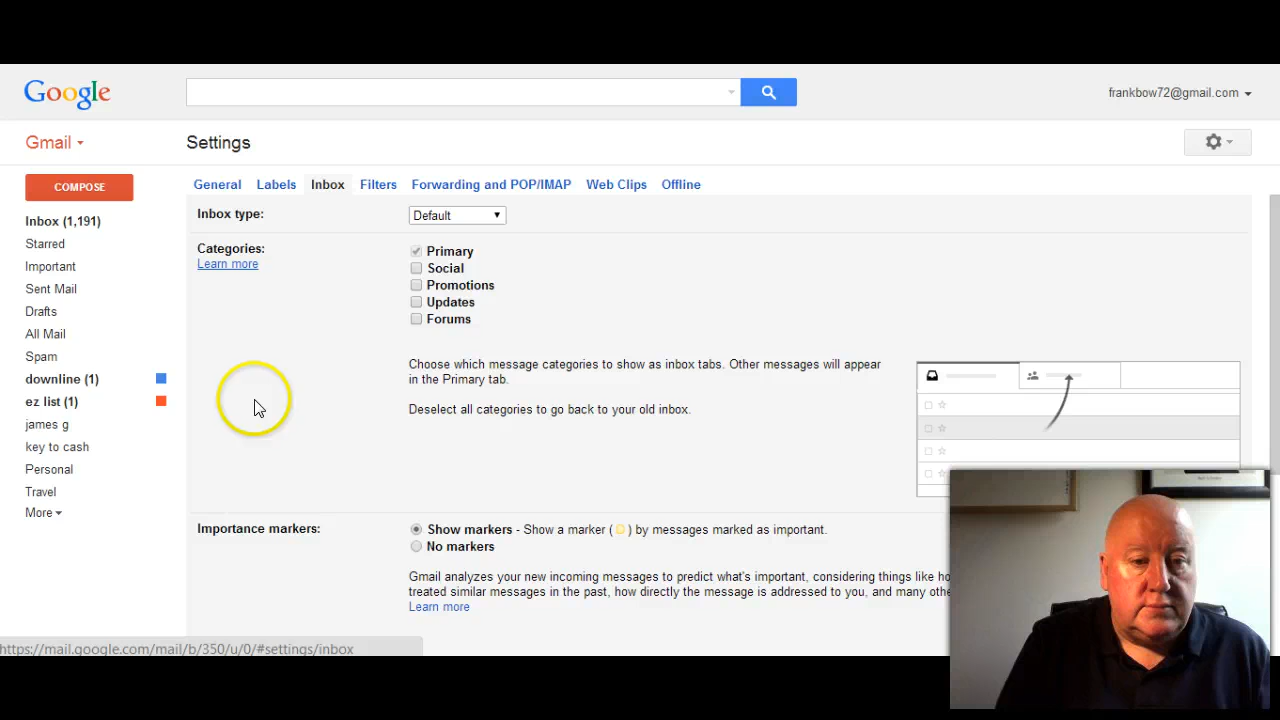 Google
frankbow72@gmail.com
Gmail
Settings
COMPOSE
General Labels Inbox Filters Forwarding and POP/IMAP Web Clips Offline
Inbox (1,191)
Starred
Important
Sent Mail
Drafts
All Mail
Spam
downline (1)
ez list (1)
james g
key to cash
Personal
Travel
More
Inbox type: Default
Categories:
Learn more
Primary
Social
Promotions
Updates
Forums
Choose which message categories to show as inbox tabs. Other messages will appear
in the Primary tab.
Deselect all categories to go back to your old inbox.
Importance markers:
Show markers - Show a marker ( ) by messages marked as important.
No markers
Gmail analyzes your new incoming messages to predict what's important, considering things like
treated similar messages in the past, how directly the message is addressed to you, and many
Learn more
https://mail.google.com/mail/b/350/u/0/#settings/inbox